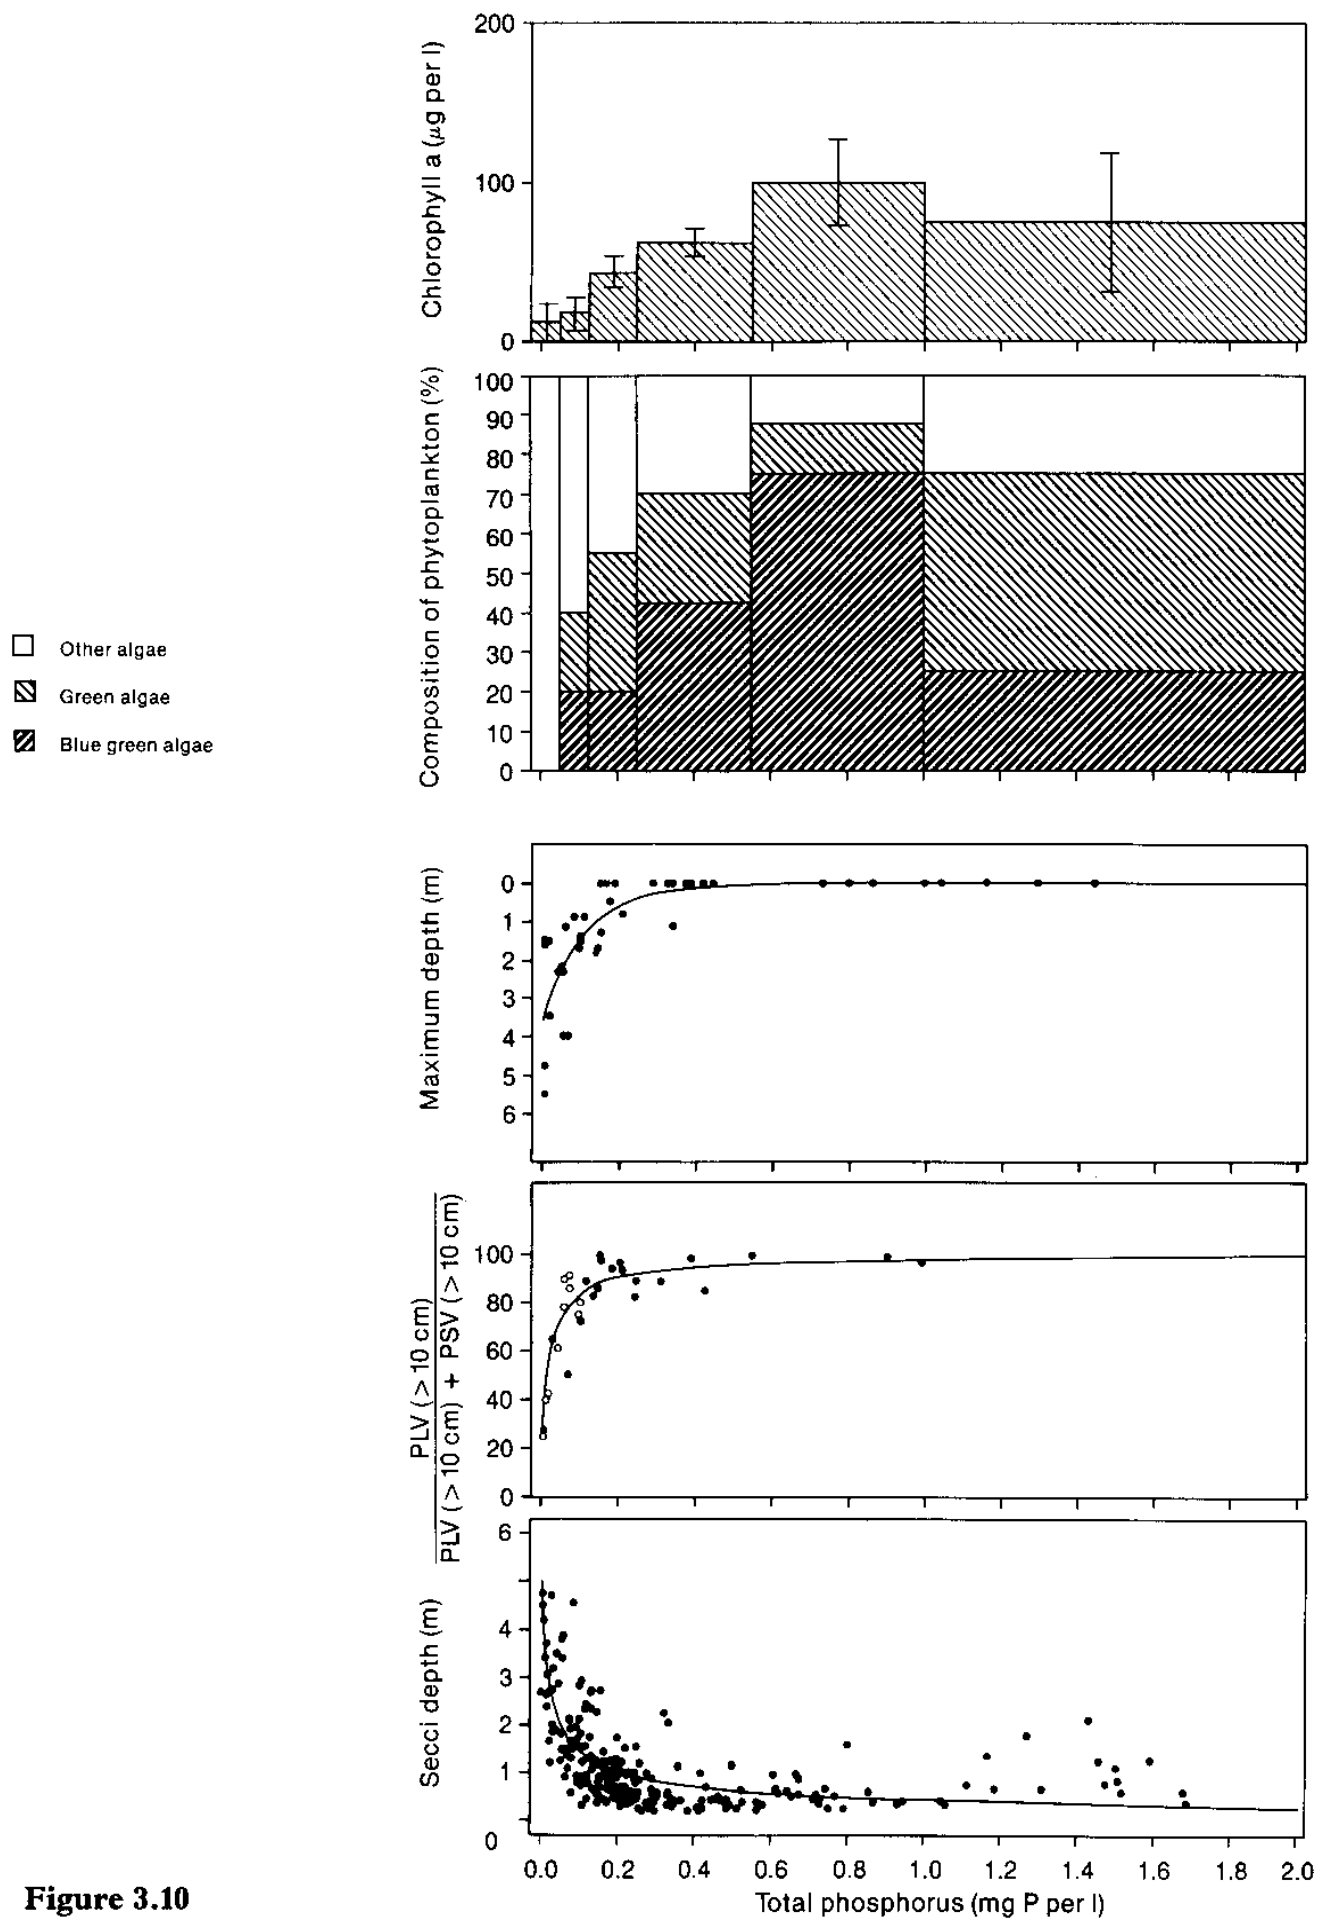 Chlorophyll a (μg per l)
200
100
0
Composition of phytoplankton (%)
100
90
80
70
60
50
40
30
20
10
0
Other algae
Green algae
Blue green algae
Maximum depth (m)
0
1
2
3
4
5
6
PLV (> 10 cm)
PLV (> 10 cm) + PSV (> 10 cm)
100
80
60
40
20
0
Secci depth (m)
6
4
3
2
1
0
0.0 0.2 0.4 0.6 0.8 1.0 1.2 1.4 1.6 1.8 2.0
Total phosphorus (mg P per l)
Figure 3.10